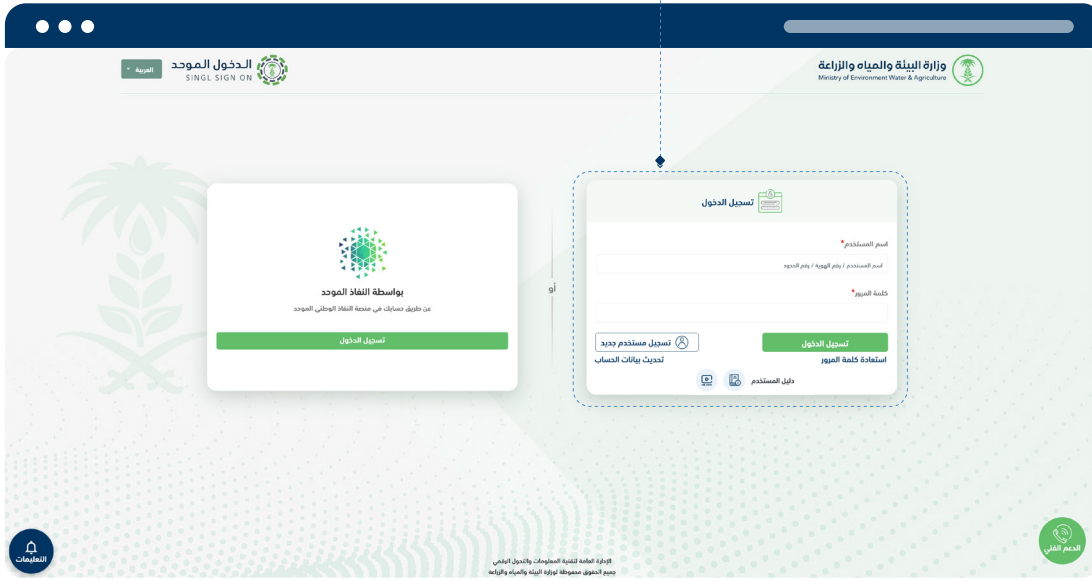 وزارة البيئة والمياه والزراعة
Ministry of Environment Water & Agriculture
الـدخول الـموحـد
SINGL SIGN ON
العربية
تسجيل الدخول
اسم المستخدم*
اسم المستخدم / رقم الهوية / رقم الحدود
كلمة المرور*
تسجيل الدخول
تسجيل مستخدم جديد
استعادة كلمة المرور
تحديث بيانات الحساب
دليل المستخدم
أو
بواسطة النفاذ الموحد
عن طريق حسابك في منصة النفاذ الوطني الموحد
تسجيل الدخول
الدعم الفني
التعليمات
الإدارة العامة لتقنية المعلومات والتحول الرقمي
جميع الحقوق محفوظة لوزارة البيئة والمياه والزراعة